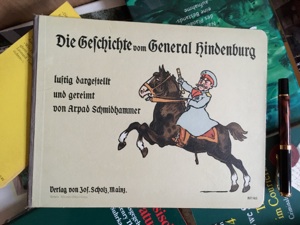 Die Geschichte vom General Hindenburg
lustig dargestellt
und gereimt
von Arpad Schmidhammer
Verlag von Jos. Scholz, Mainz.